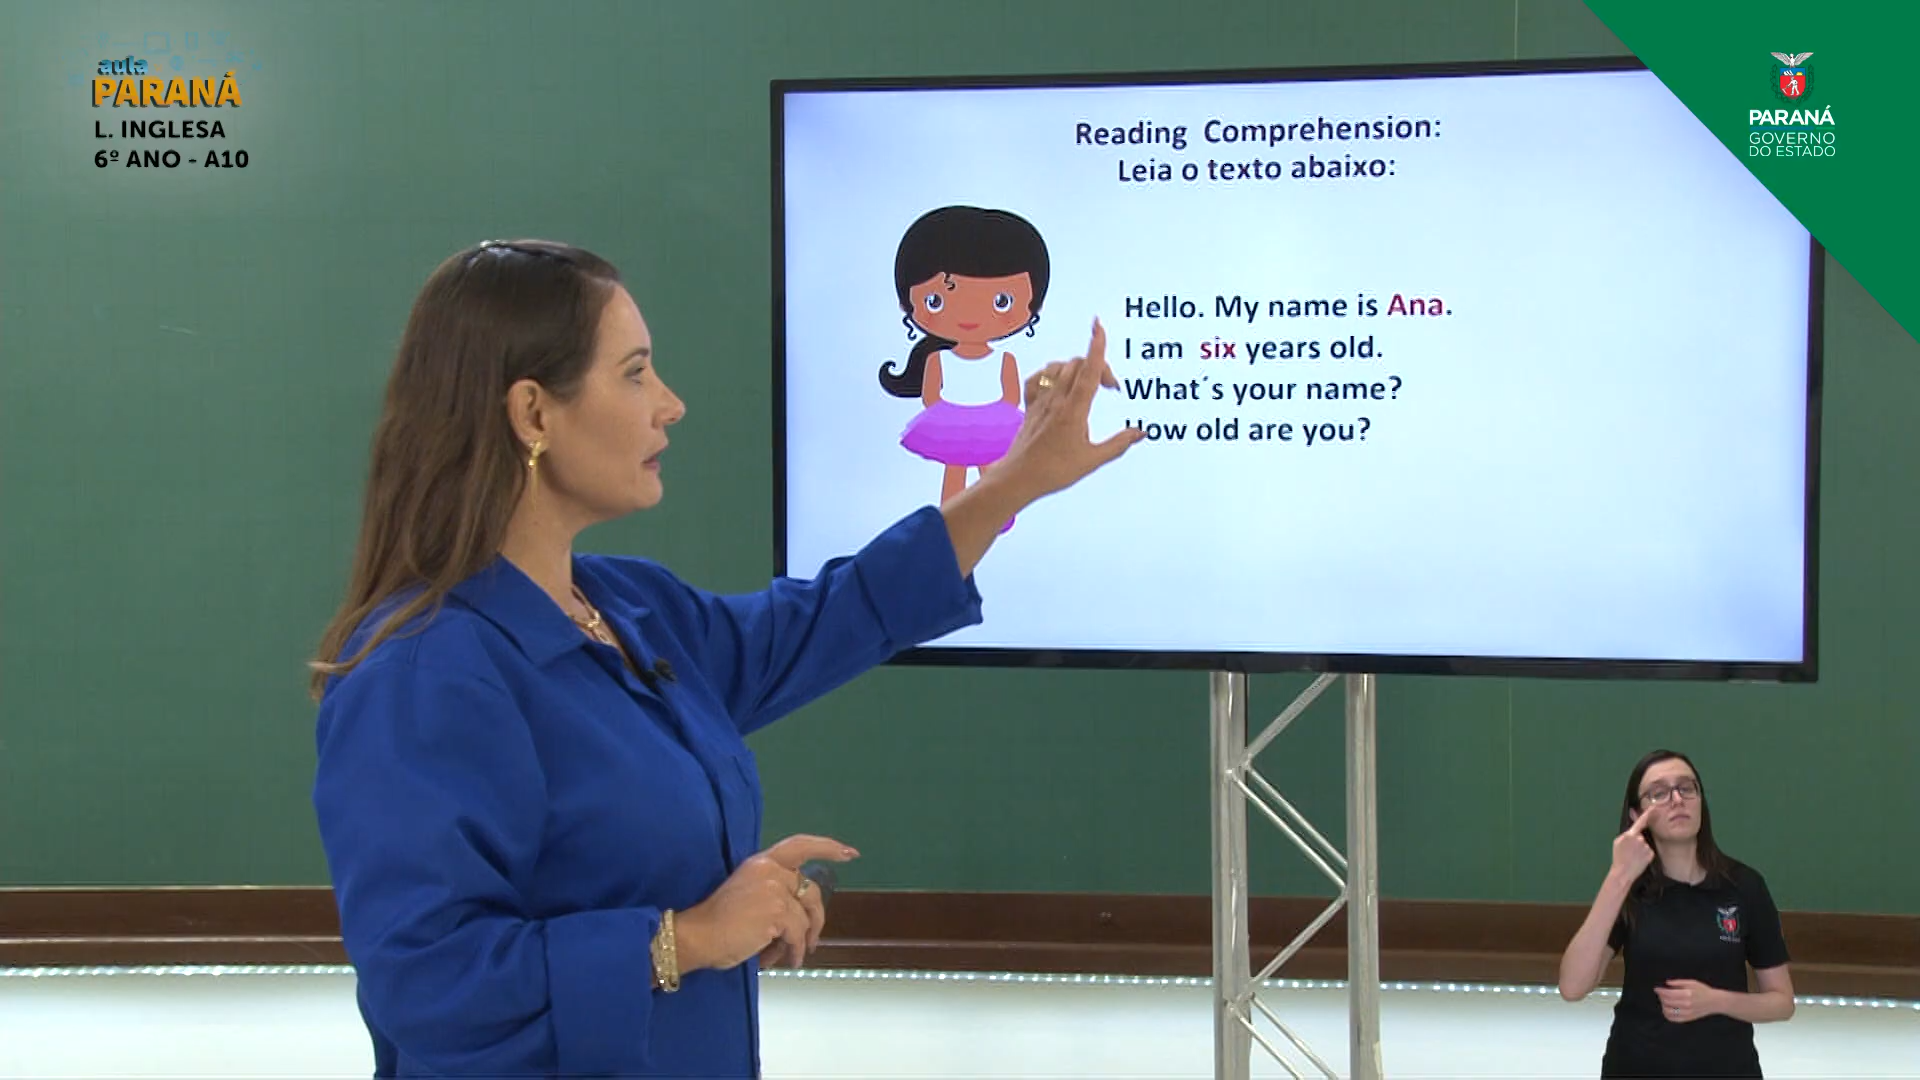 aula
PARANÁ
L. INGLESA
6º ANO - A10
Reading Comprehension:
Leia o texto abaixo:
Hello. My name is Ana.
I am six years old.
What´s your name?
How old are you?
PARANÁ
GOVERNO
DO ESTADO